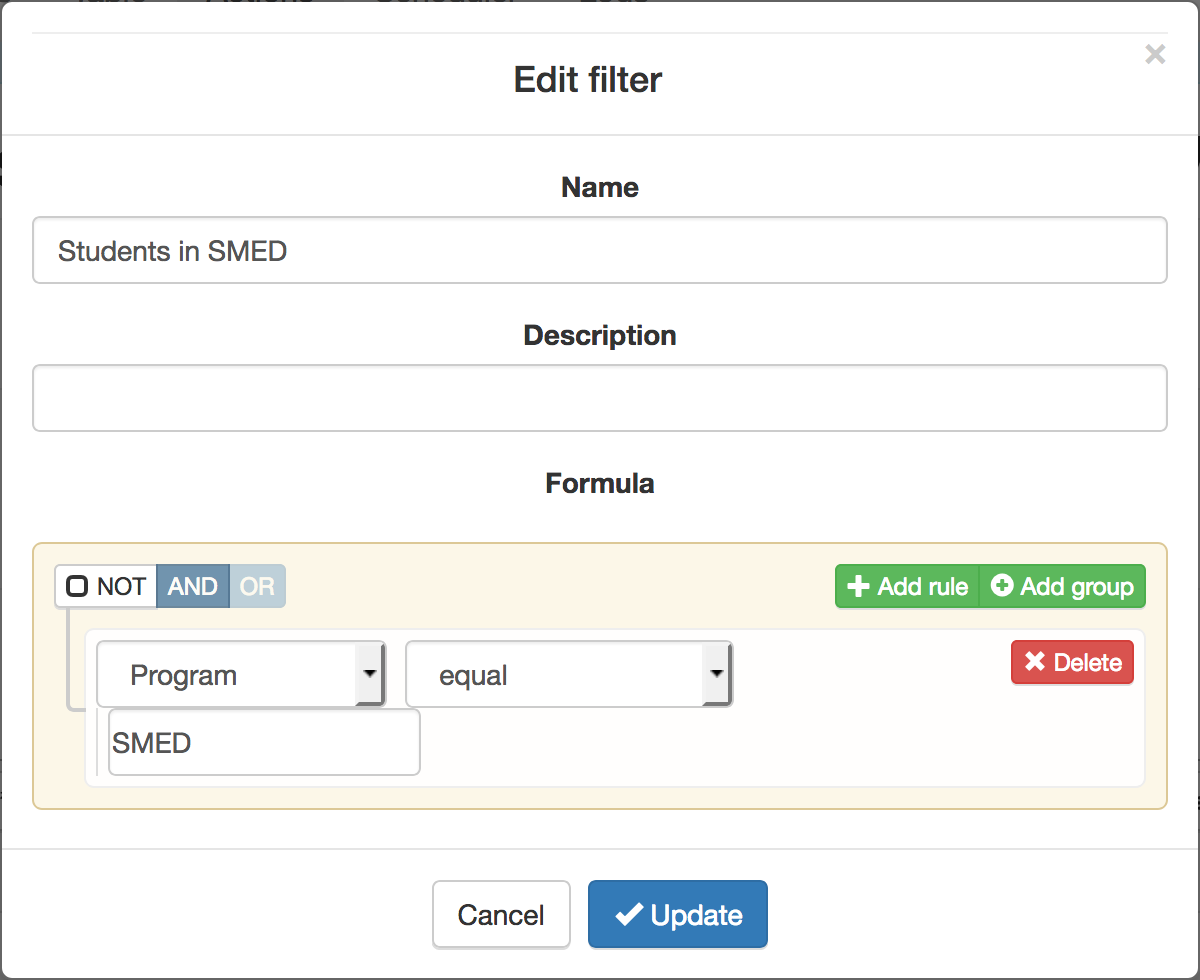 Edit filter
×
Name
Students in SMED
Description
Formula
NOT AND OR Add rule Add group
Program equal Delete
SMED
Cancel Update